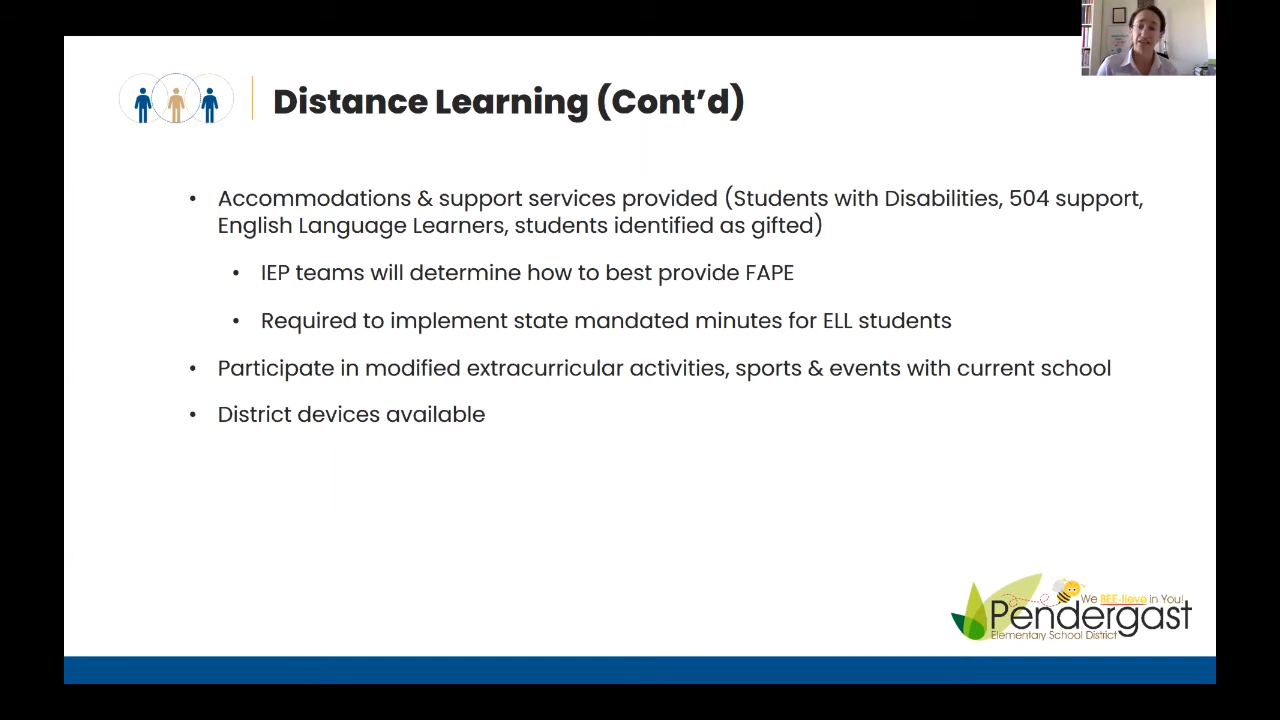 Distance Learning (Cont’d)
• Accommodations & support services provided (Students with Disabilities, 504 support,
English Language Learners, students identified as gifted)
• IEP teams will determine how to best provide FAPE
• Required to implement state mandated minutes for ELL students
• Participate in modified extracurricular activities, sports & events with current school
• District devices available
We BEE-lieve in You!
Pendergast
Elementary School District